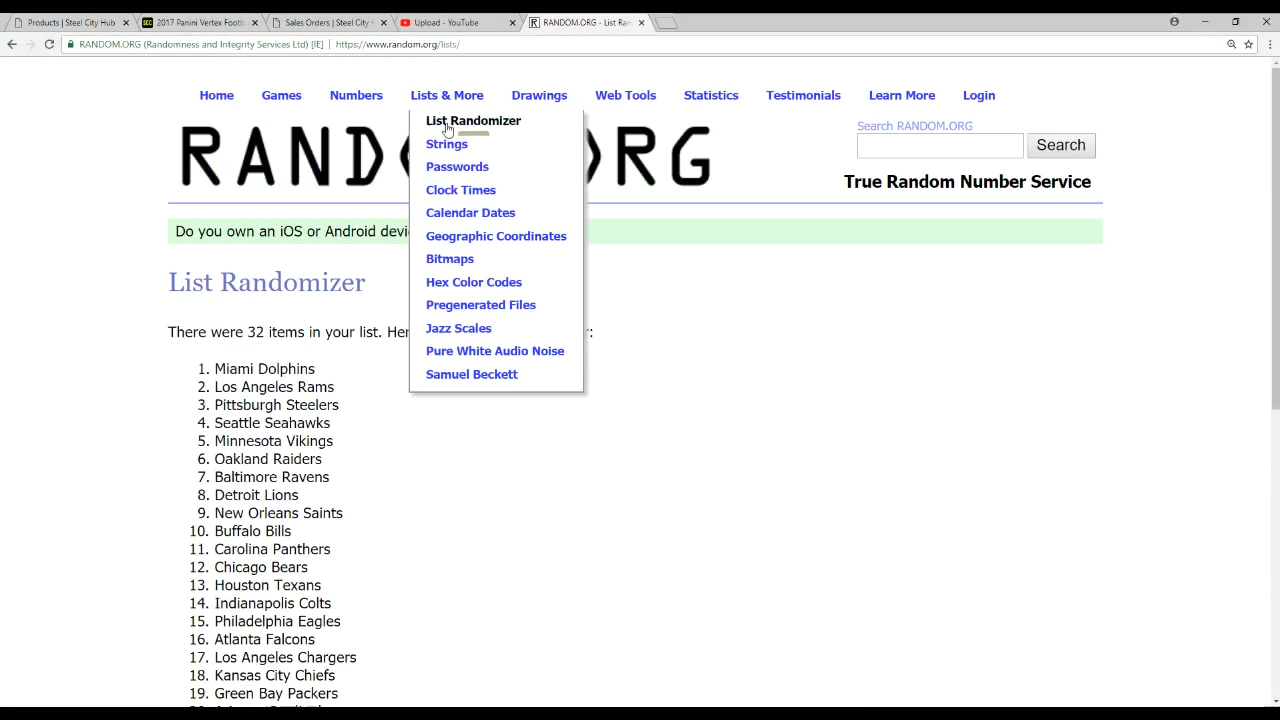 Products | Steel City Hub
2017 Panini Vertex Footb
Sales Orders | Steel City H
Upload - YouTube
RANDOM.ORG - List Ran
RANDOM.ORG (Randomness and Integrity Services Ltd) [IE]
https://www.random.org/lists/
Home
Games
Numbers
Lists & More
Drawings
Web Tools
Statistics
Testimonials
Learn More
Login
List Randomizer
Strings
Passwords
Clock Times
Calendar Dates
Geographic Coordinates
Bitmaps
Hex Color Codes
Pregenerated Files
Jazz Scales
Pure White Audio Noise
Samuel Beckett
Search RANDOM.ORG
Search
True Random Number Service
Do you own an iOS or Android devi
List Randomizer
There were 32 items in your list. Her
1. Miami Dolphins
2. Los Angeles Rams
3. Pittsburgh Steelers
4. Seattle Seahawks
5. Minnesota Vikings
6. Oakland Raiders
7. Baltimore Ravens
8. Detroit Lions
9. New Orleans Saints
10. Buffalo Bills
11. Carolina Panthers
12. Chicago Bears
13. Houston Texans
14. Indianapolis Colts
15. Philadelphia Eagles
16. Atlanta Falcons
17. Los Angeles Chargers
18. Kansas City Chiefs
19. Green Bay Packers